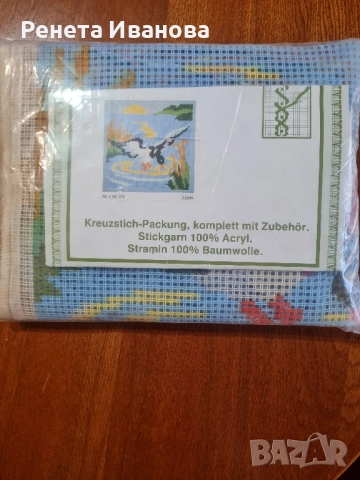 Ренета Иванова
Kreuzstich-Packung, komplett mit Zubehör.
Stickgarn 100% Acryl.
Stramin 100% Baumwolle.
BAZAR